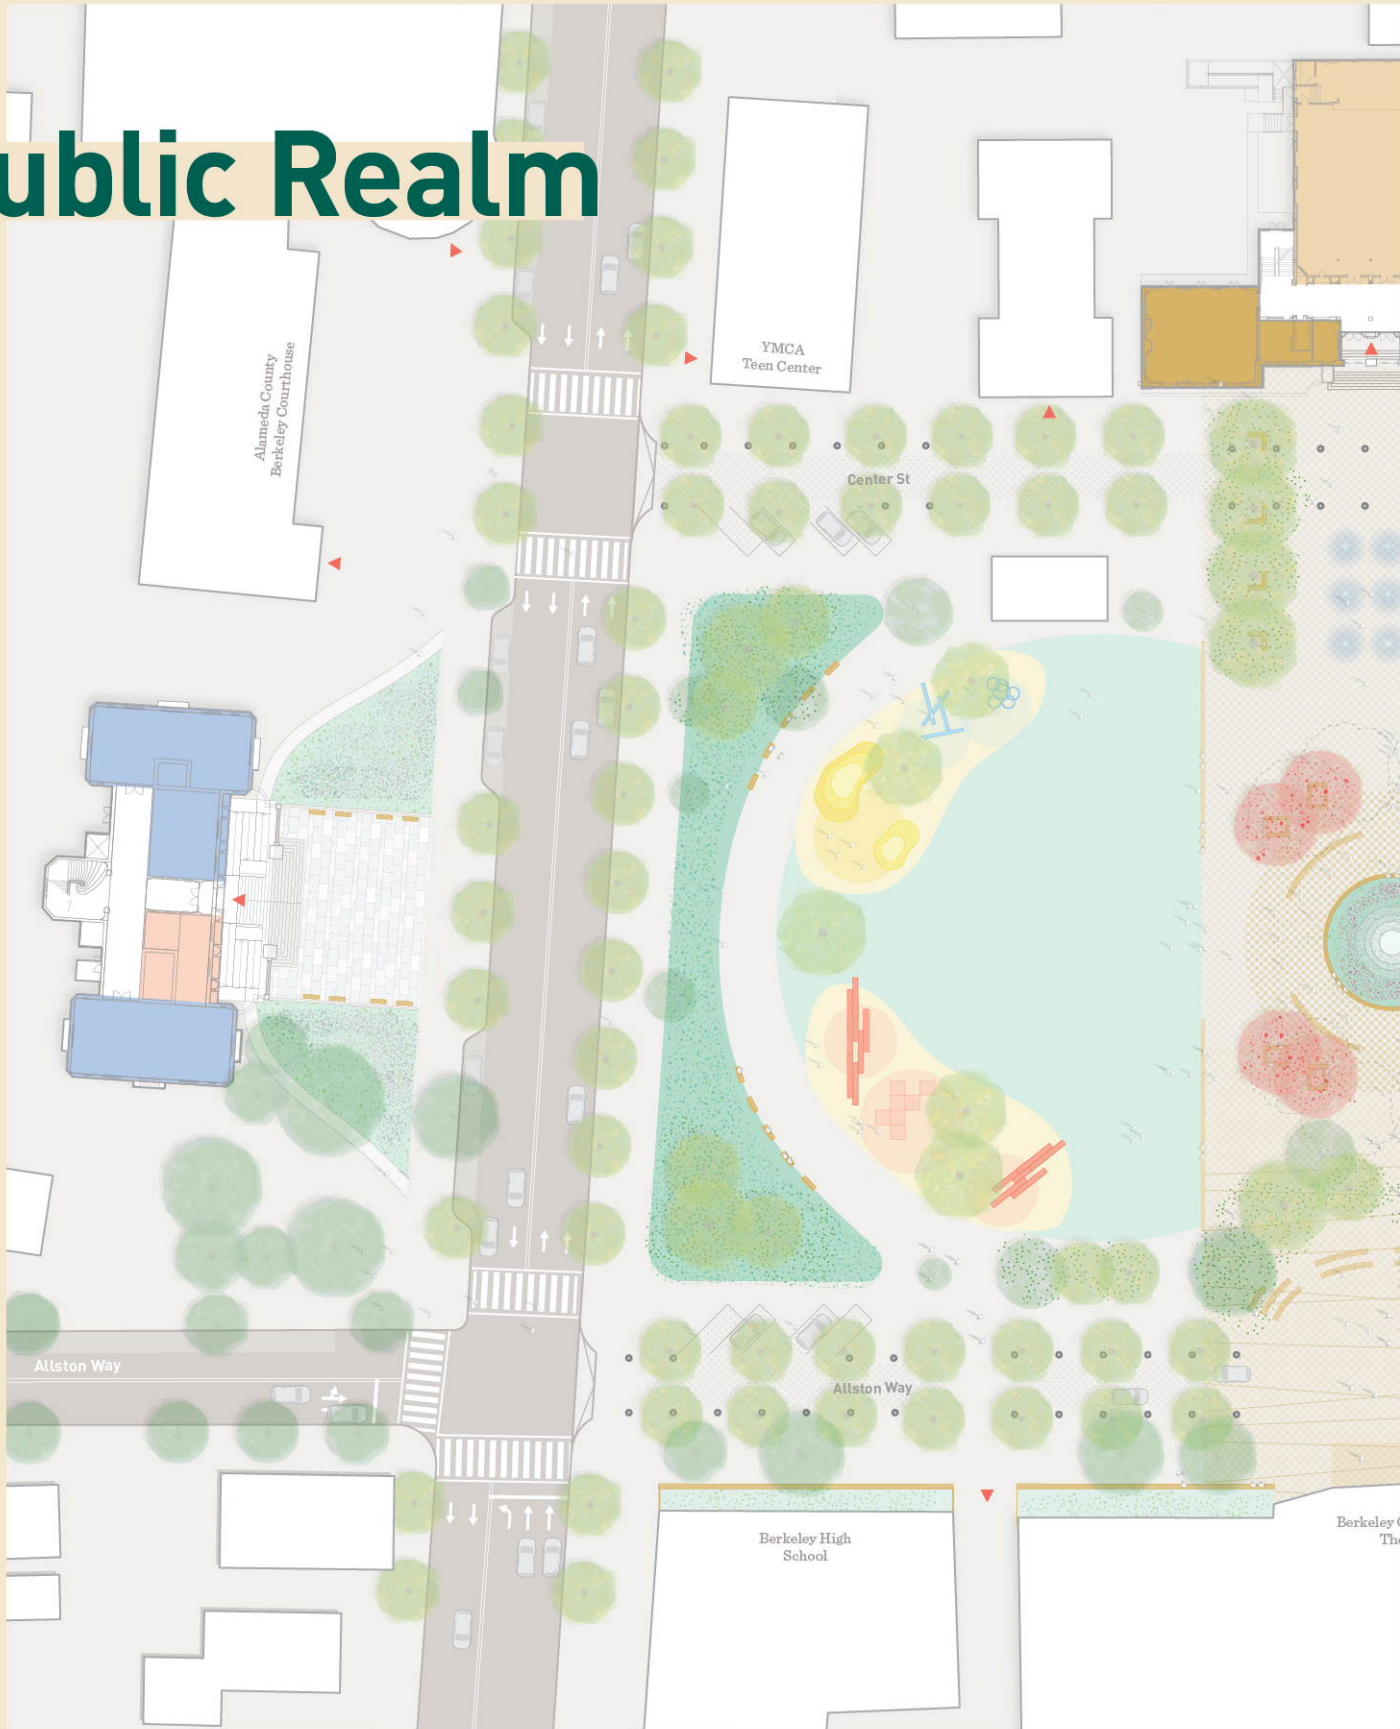 ublic Realm
Alameda County
Berkeley Courthouse
YMCA
Teen Center
Center St
Allston Way
Allston Way
Berkeley High
School
Berkeley